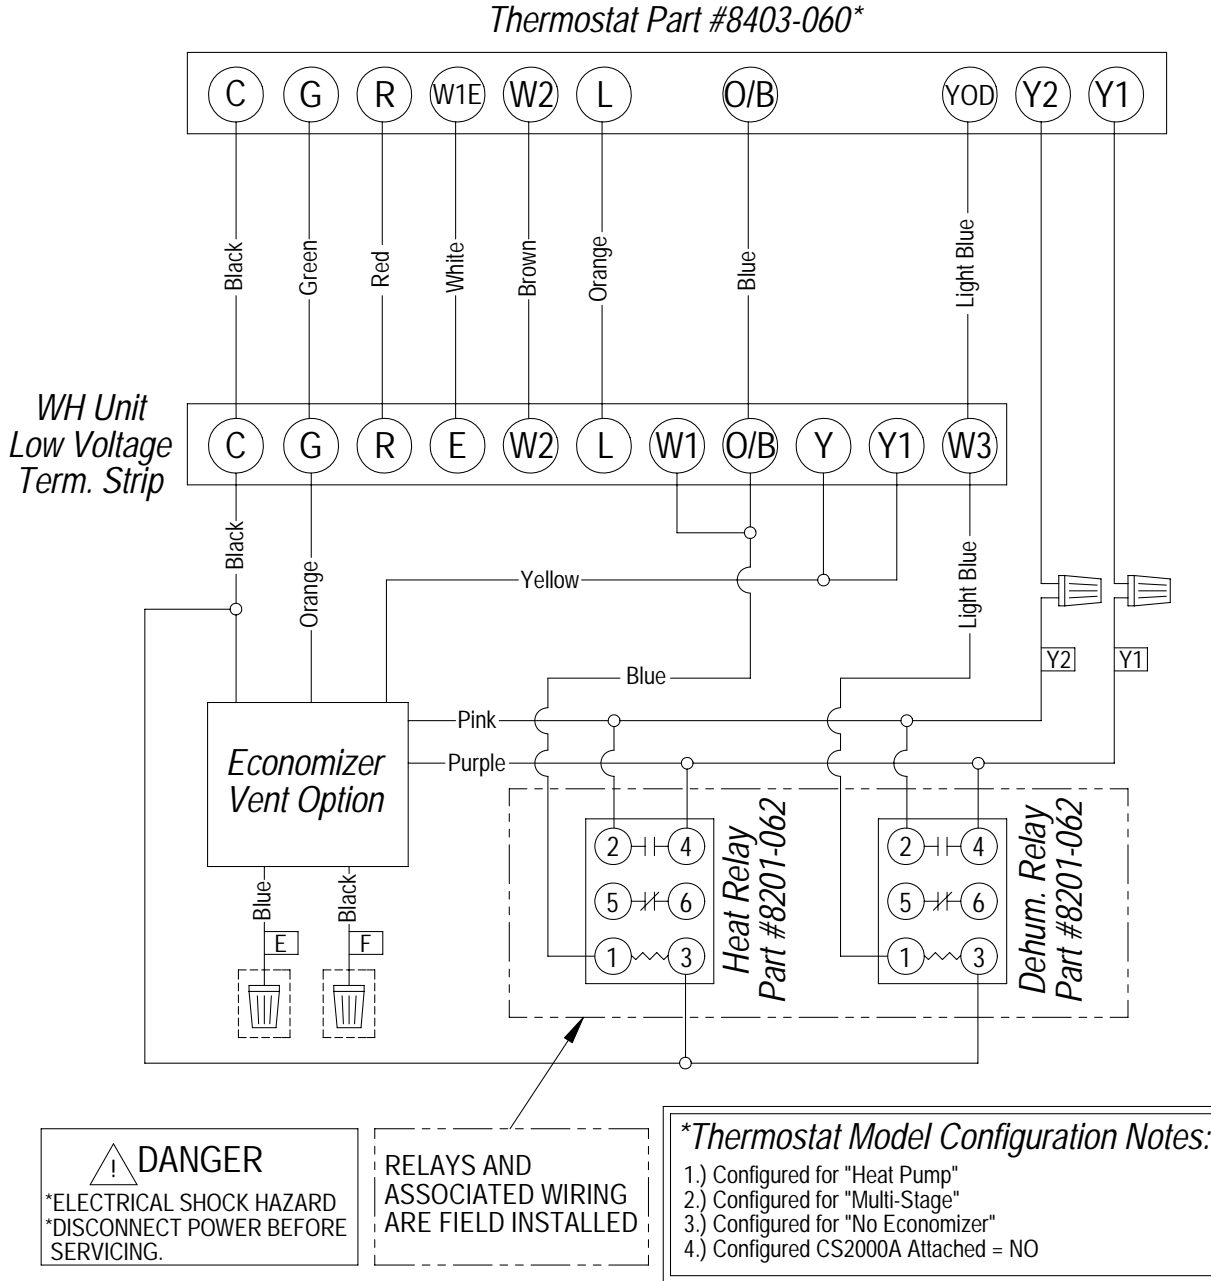 Thermostat Part #8403-060*
C G R W1E W2 L O/B YOD Y2 Y1
Black
Green
Red
White
Brown
Orange
Blue
Light Blue
WH Unit
Low Voltage
Term. Strip
C G R E W2 L W1 O/B Y Y1 W3
Black
Orange
Yellow
Light Blue
Blue
Y2
Y1
Pink
Purple
Economizer
Vent Option
2 4
5 6
1 3
Heat Relay
Part #8201-062
2 4
5 6
1 3
Dehum. Relay
Part #8201-062
Blue
Black
E
F
! DANGER
*ELECTRICAL SHOCK HAZARD
*DISCONNECT POWER BEFORE
SERVICING.
RELAYS AND
ASSOCIATED WIRING
ARE FIELD INSTALLED
*Thermostat Model Configuration Notes:
1.) Configured for "Heat Pump"
2.) Configured for "Multi-Stage"
3.) Configured for "No Economizer"
4.) Configured CS2000A Attached = NO